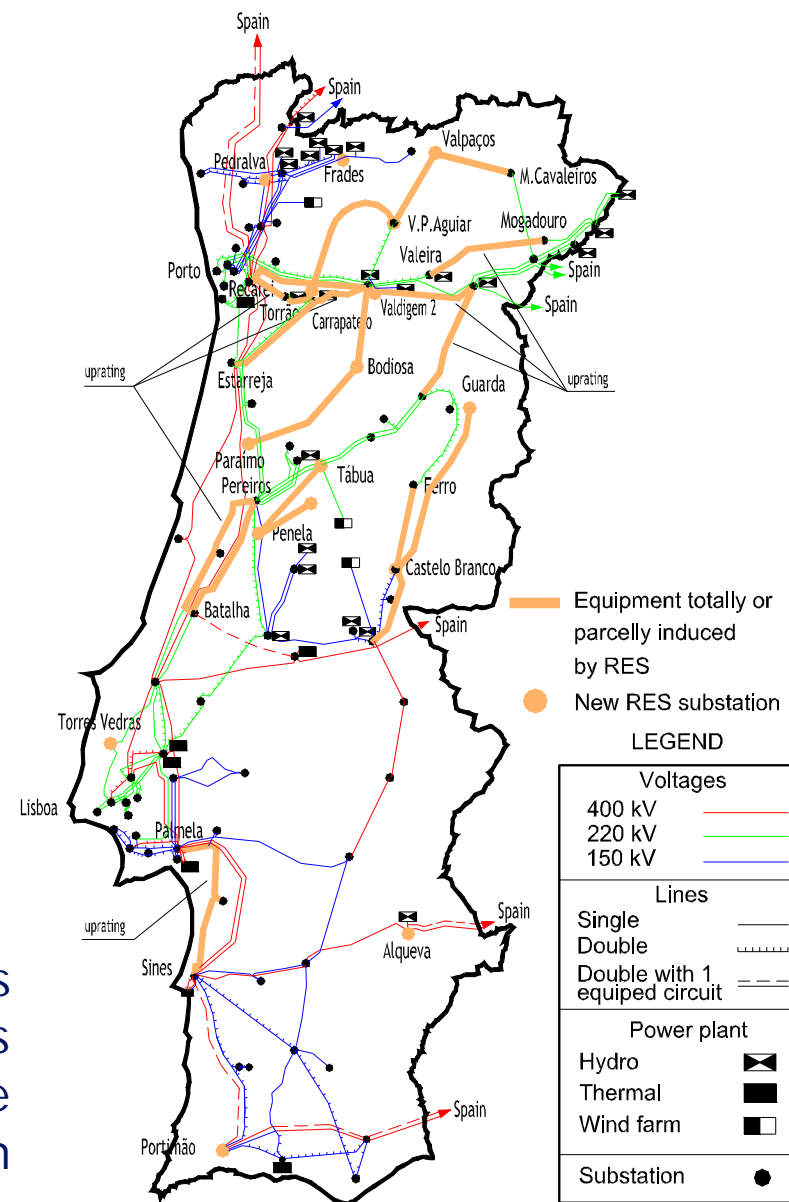 Spain
Spain
Spain
Valpaços
Pedralva
Frades
M.Cavaleiros
V.P.Aguiar
Mogadouro
Valeira
Porto
Spain
Recarei
Torrão
Valdigem 2
Spain
Carrapatelo
Bodiosa
uprating
Estarreja
uprating
Guarda
Paraímo
Tábua
Pereiros
Ferro
Penela
Castelo Branco
Batalha
Spain
Equipment totally or
parcelly induced
by RES
New RES substation
Torres Vedras
LEGEND
Voltages
400 kV
220 kV
150 kV
Lisboa
Palmela
Lines
Single
Double
Double with 1
equiped circuit
uprating
Spain
Alqueva
Sines
s
s
e
n
Power plant
Hydro
Thermal
Wind farm
Spain
Portimão
Substation